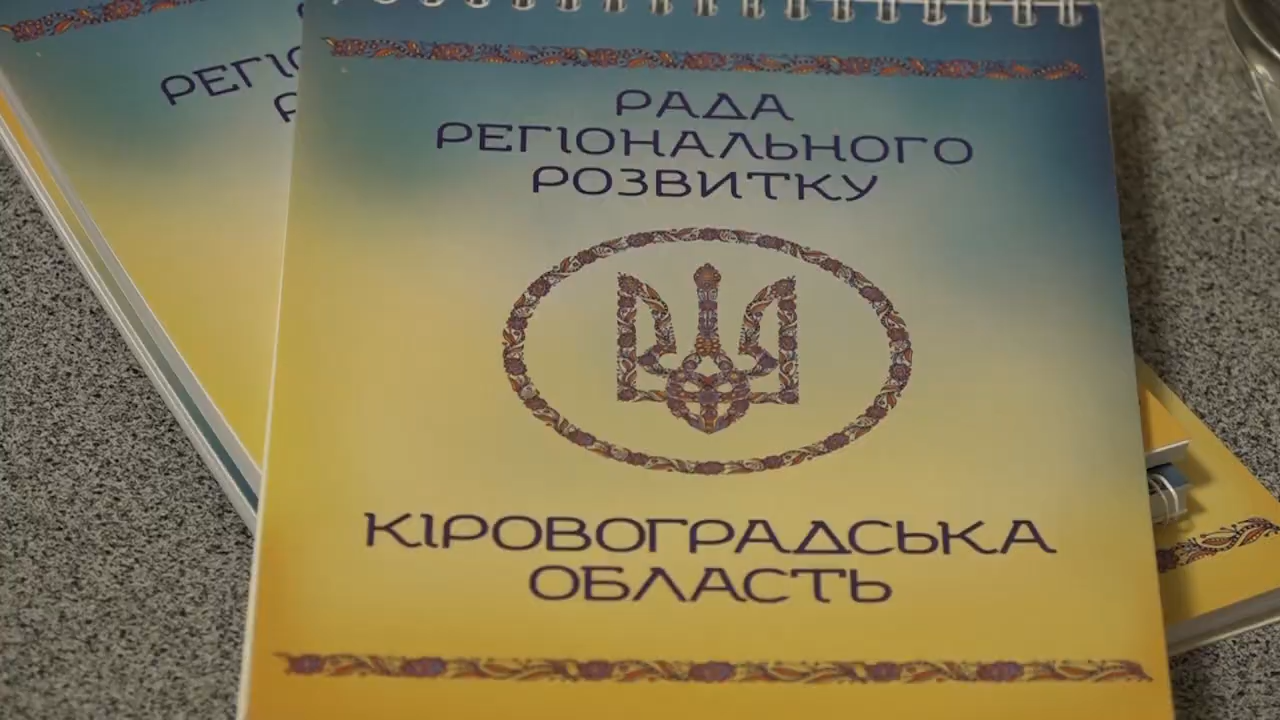 РАДА
РЕГІОНАЛЬНОГО
РОЗВИТКУ
КІРОВОГРАДСЬКА
ОБЛАСТЬ